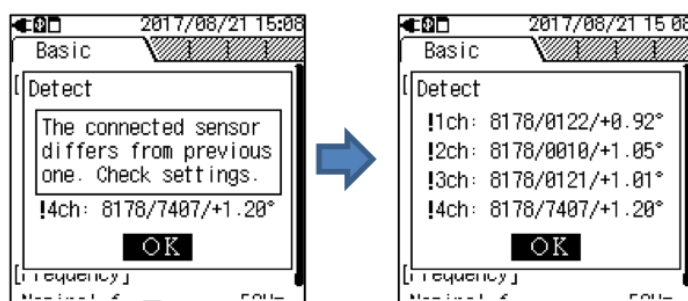 2017/08/21 15:08
Basic
[
Detect
The connected sensor
differs from previous
one. Check settings.
!4ch: 8178/7407/+1.20°
OK
2017/08/21 15 08
Basic
[
Detect
!1ch: 8178/0122/+0.92°
!2ch: 8178/0010/+1.05°
!3ch: 8178/0121/+1.01°
!4ch: 8178/7407/+1.20°
OK